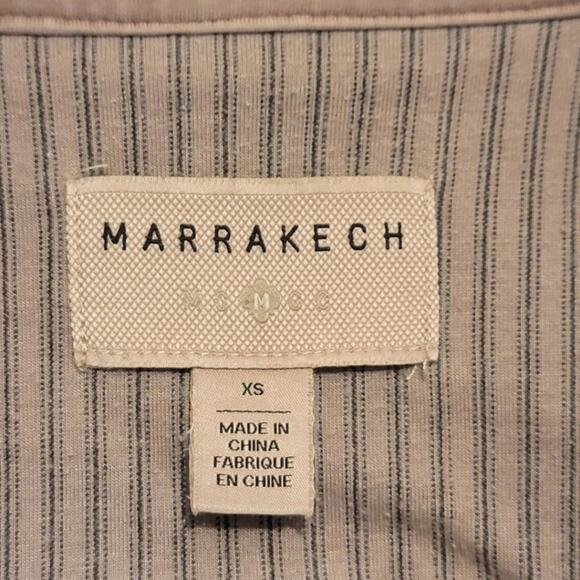 MARRAKECH
M
XS
MADE IN
CHINA
FABRIQUE
EN CHINE